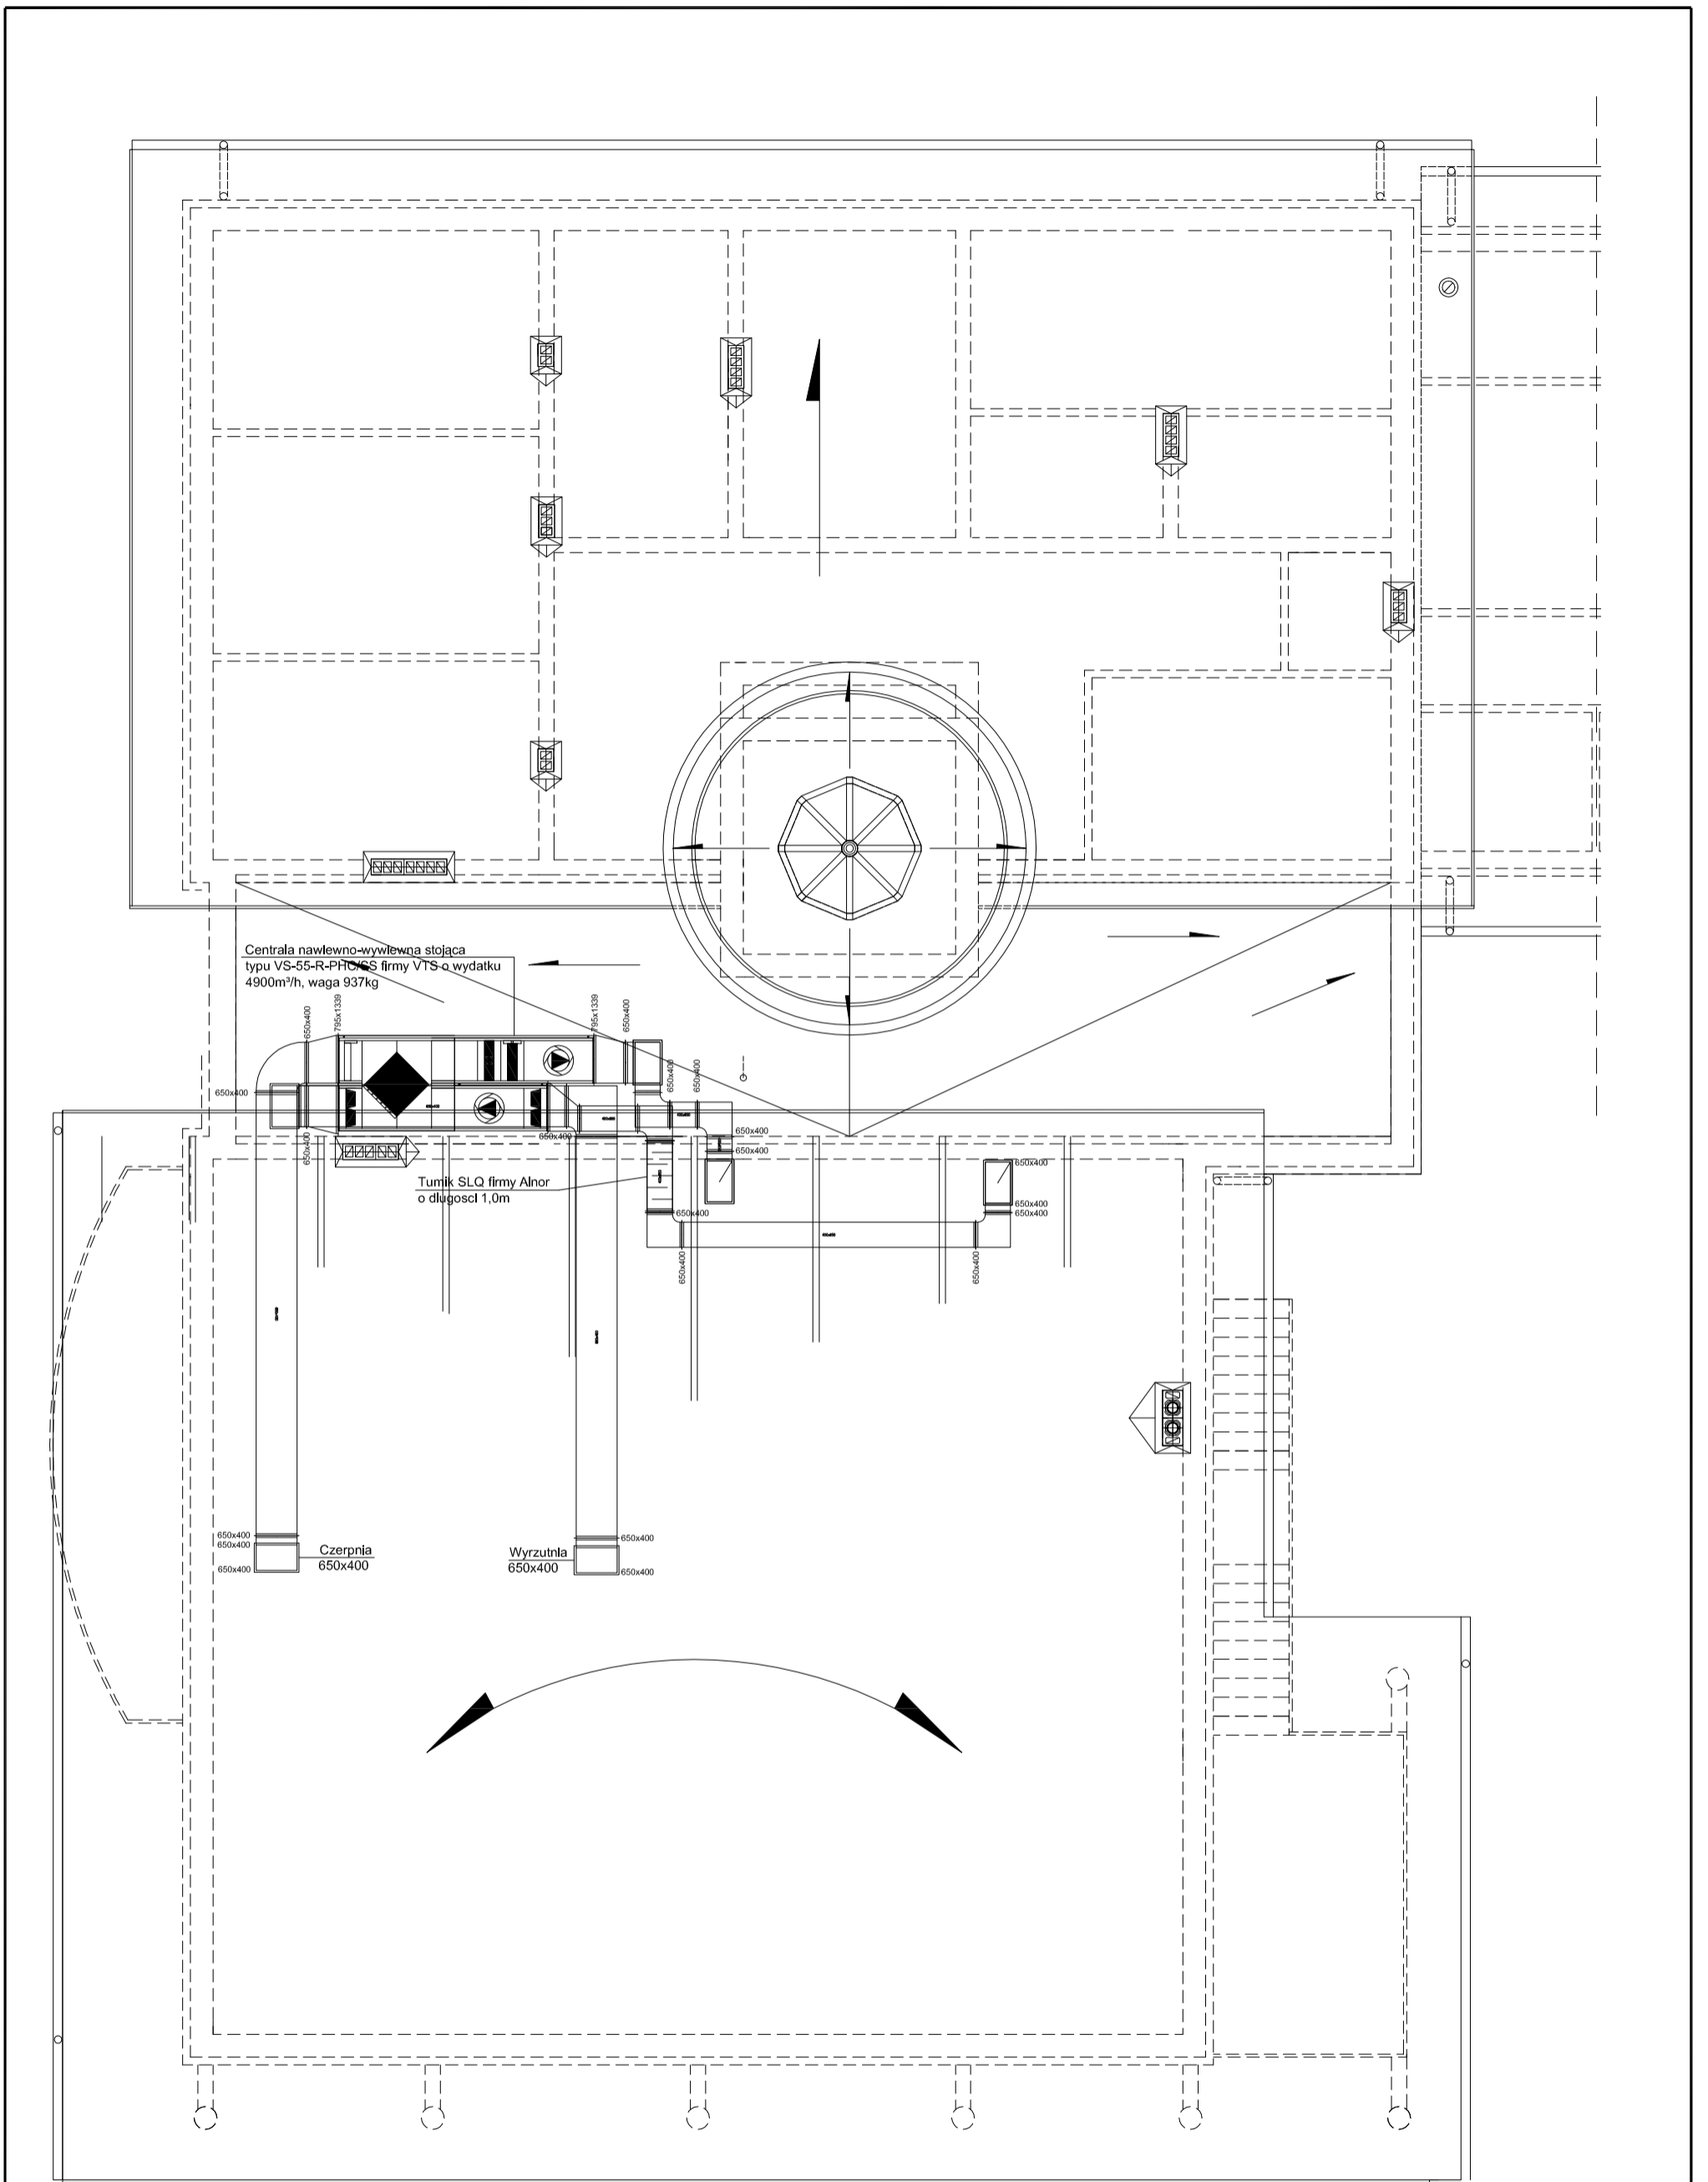 Centrala nawiewno-wywiewna stojąca
typu VS-55-R-PHC/SS firmy VTS o wydatku
4900m³/h, waga 937kg
650x400
795x1339
795x1339
650x400
650x400
650x400
650x400
650x400
650x400
650x400
650x400
650x400
Tłumik SLQ firmy Alnor
o długości 1,0m
650x400
650x400
650x400
650x400
650x400
650x400
650x400
650x400
650x400
Czerpnia
650x400
Wyrzutnia
650x400
650x400
650x400